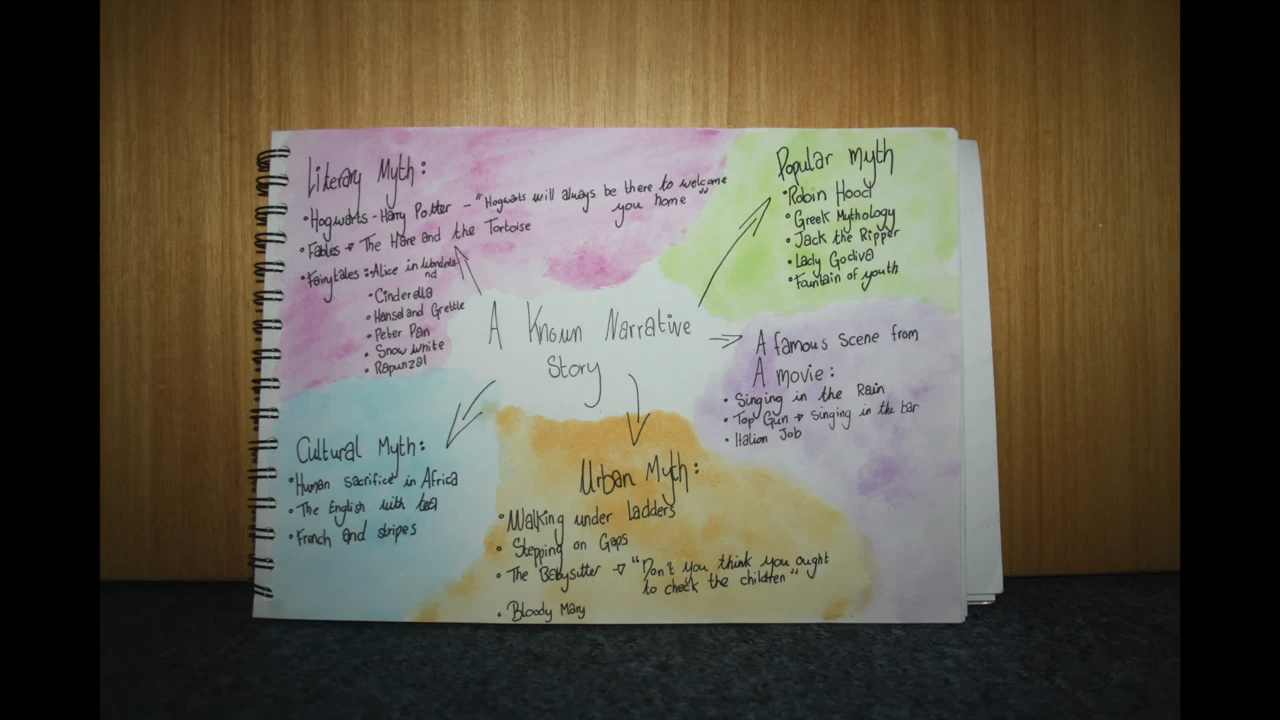 Literary Myth:
• Hogwarts - Harry Potter - "Hogwarts will always be there to welcome
you home"
• Fables → The Hare and the Tortoise
• Fairytales : Alice in Wonderla
nd
• Cinderella
• Hansel and Grettle
• Peter Pan
• Snow white
• Rapunzal
Popular Myth
• Robin Hood
• Greek Mythology
• Jack the Ripper
• Lady Godiva
• Fountain of youth
A Known Narrative
Story
A famous scene from
A movie:
• Singing in the Rain
• Top Gun → singing in the bar
• Italian Job
Cultural Myth:
• Human sacrifice in Africa
• The English with tea
• French and stripes
Urban Myth:
• Walking under ladders
• Stepping on Gaps
• The Babysitter → "Don't you think you ought
to check the children"
• Bloody Mary